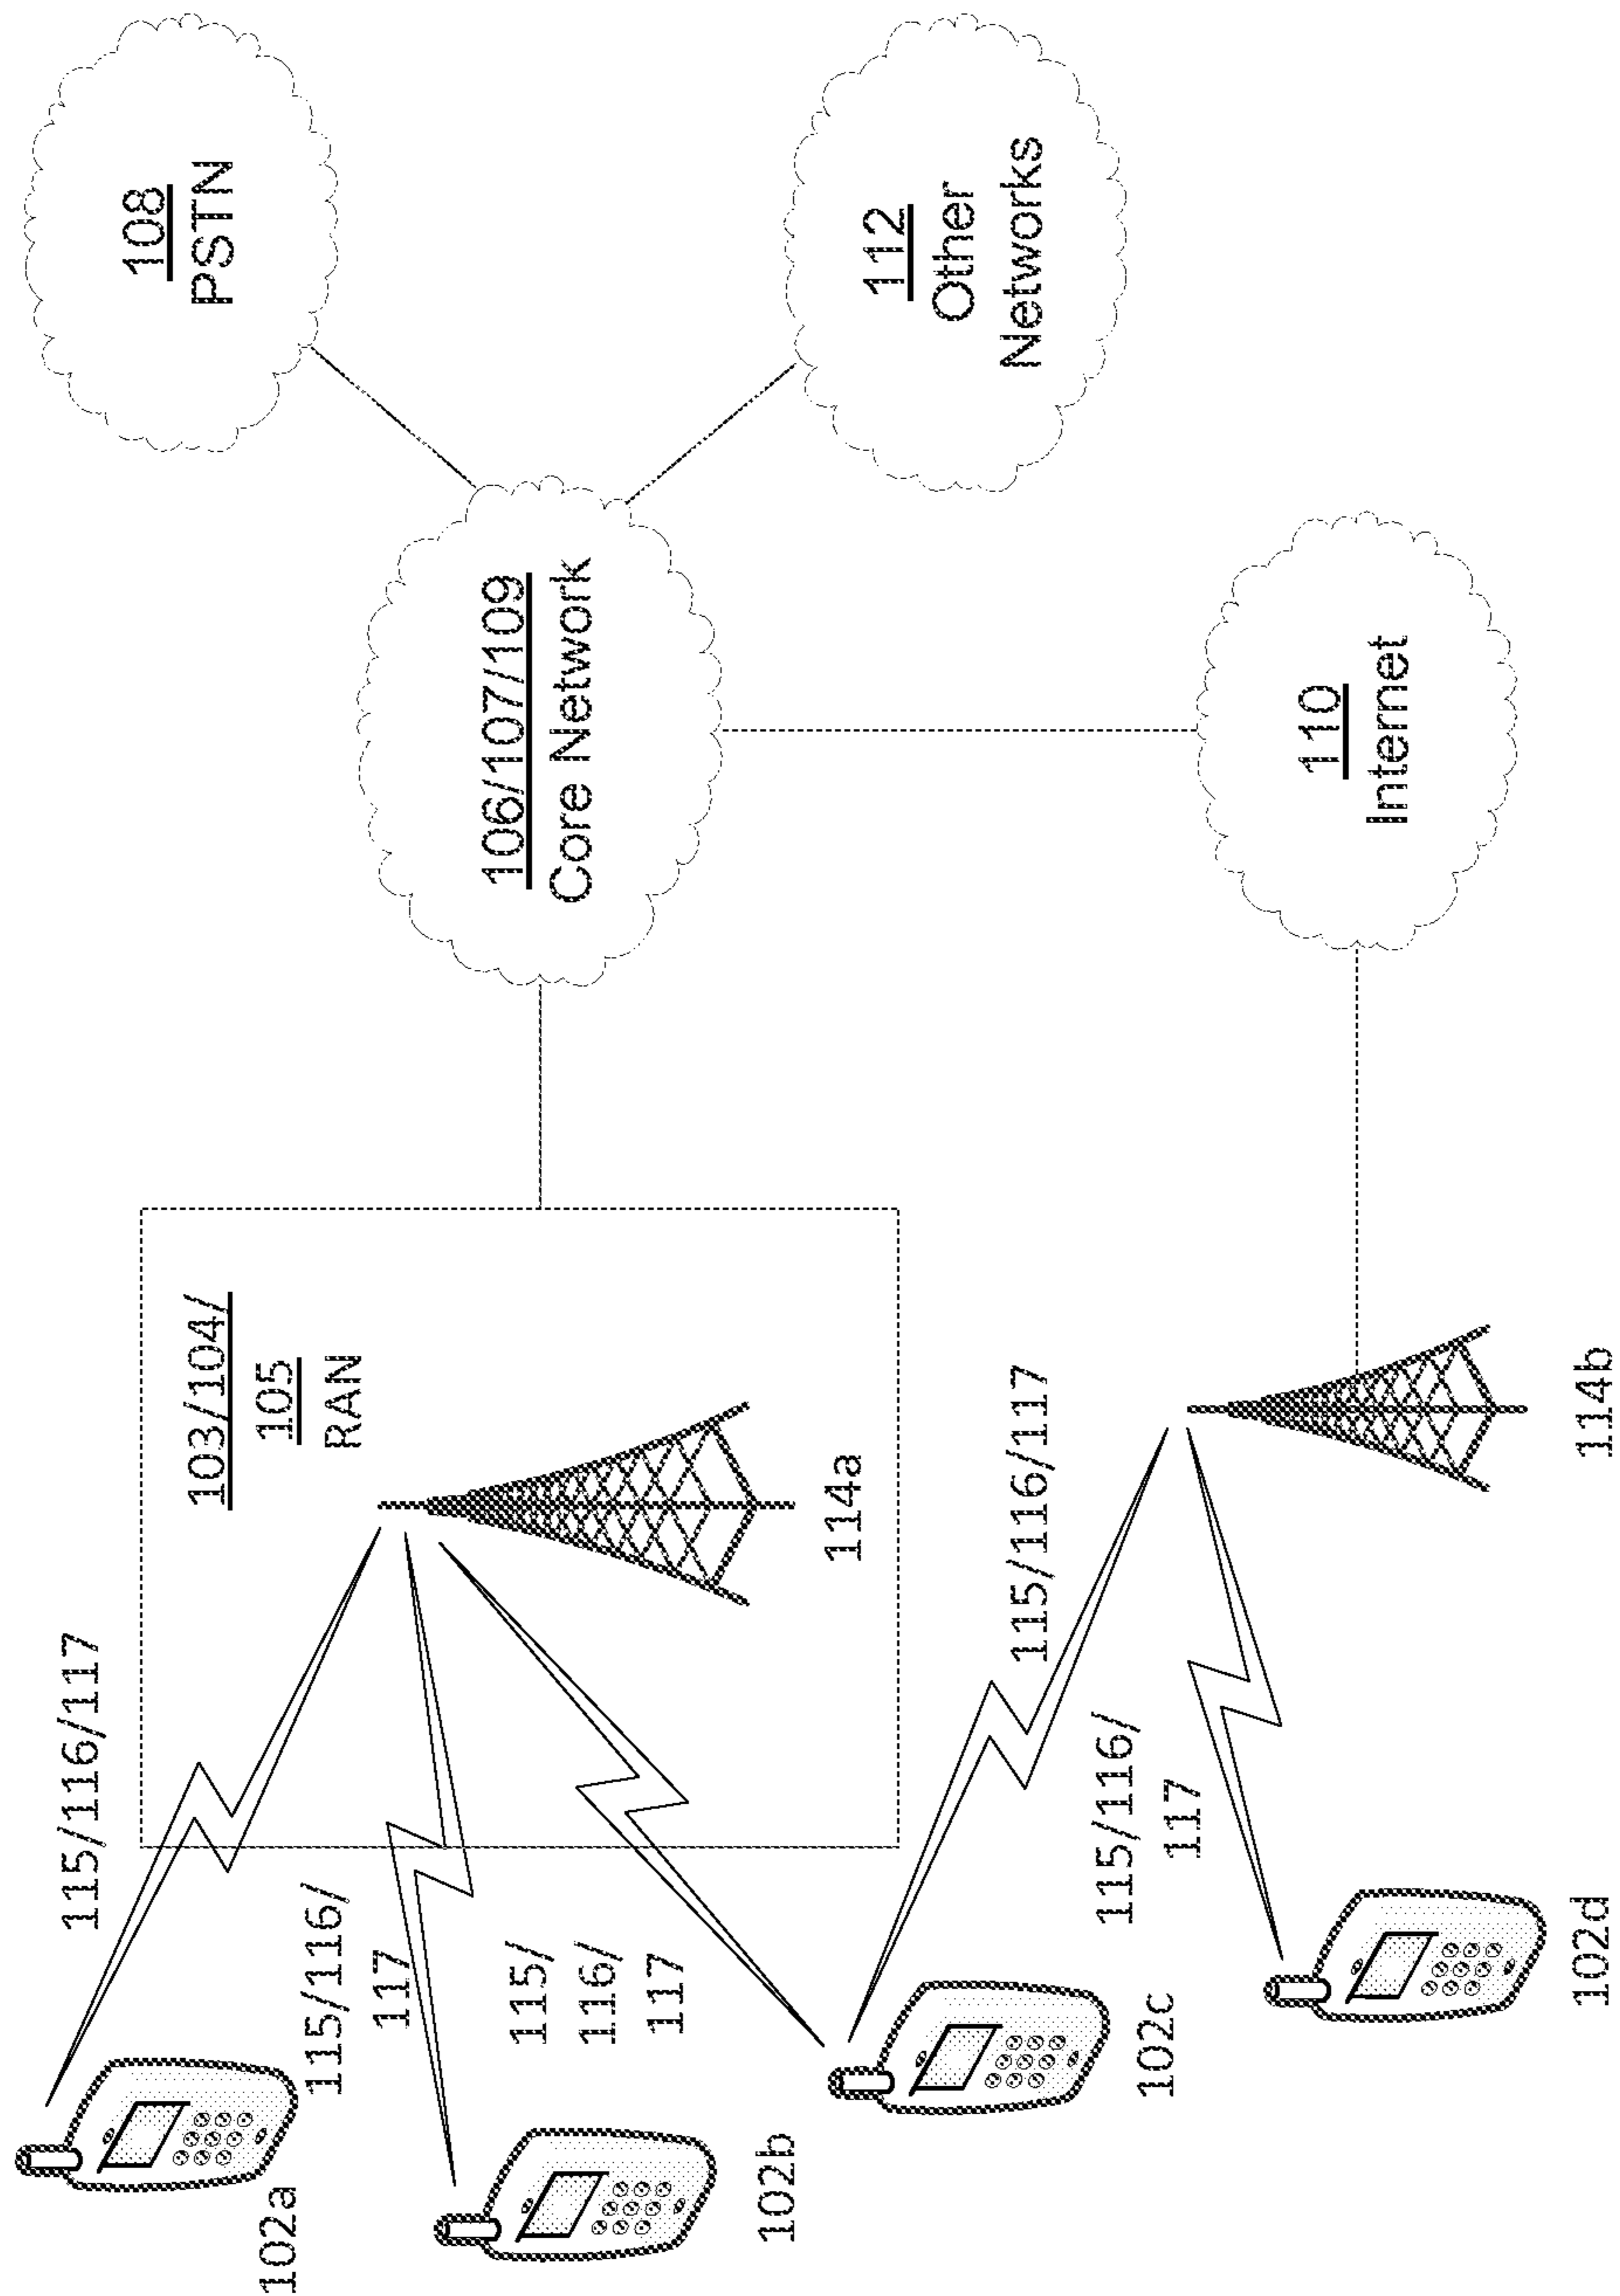 102a
115/116/117
103/104/
105
RAN
108
PSTN
115/116/
117
102b
115/
116/
117
114a
106/107/109
Core Network
112
Other
Networks
102c
115/116/117
115/116/
117
102d
114b
110
Internet